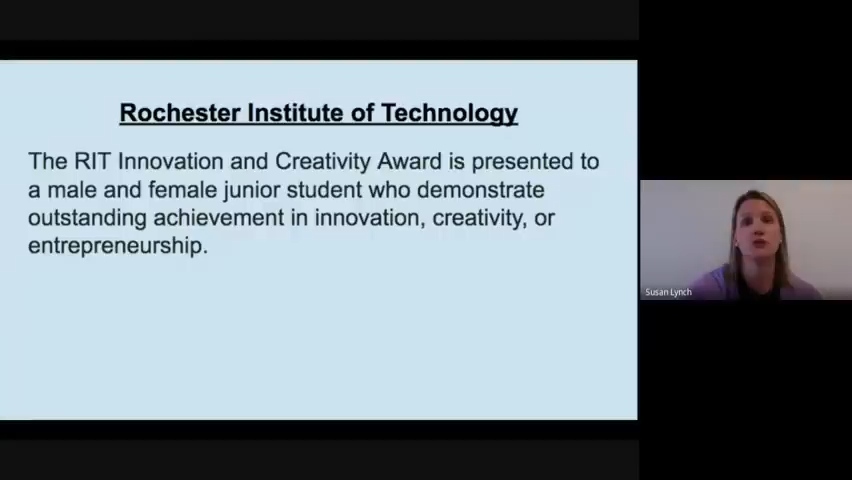 Rochester Institute of Technology
The RIT Innovation and Creativity Award is presented to
a male and female junior student who demonstrate
outstanding achievement in innovation, creativity, or
entrepreneurship.
Susan Lynch